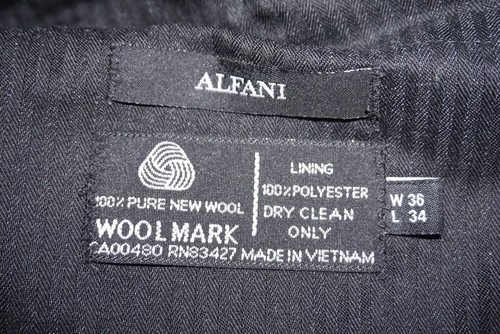 ALFANI
100% PURE NEW WOOL
WOOLMARK
LINING
100% POLYESTER
DRY CLEAN
ONLY
CA00480 RN83427 MADE IN VIETNAM
W 36
L 34